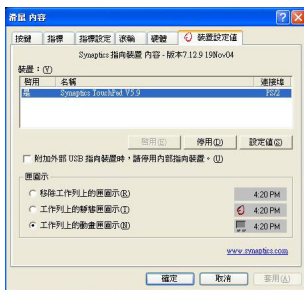 滑鼠 內容
按鍵 指標 指標設定 滾輪 硬體 裝置設定值
Synaptics 指向裝置 內容 - 版本7.12.9 19Nov04
裝置：(V)
啟用 名稱 連接埠
是 Synaptics TouchPad V5.9 PS/2
啟用(E) 停用(D) 設定值(S)
附加外部 USB 指向裝置時，請停用內部指向裝置。(U)
匣圖示
移除工作列上的匣圖示(R) 4:20 PM
工作列上的靜態匣圖示(T) 4:20 PM
工作列上的動畫匣圖示(N) 4:20 PM
www.synaptics.com
確定 取消 套用(A)